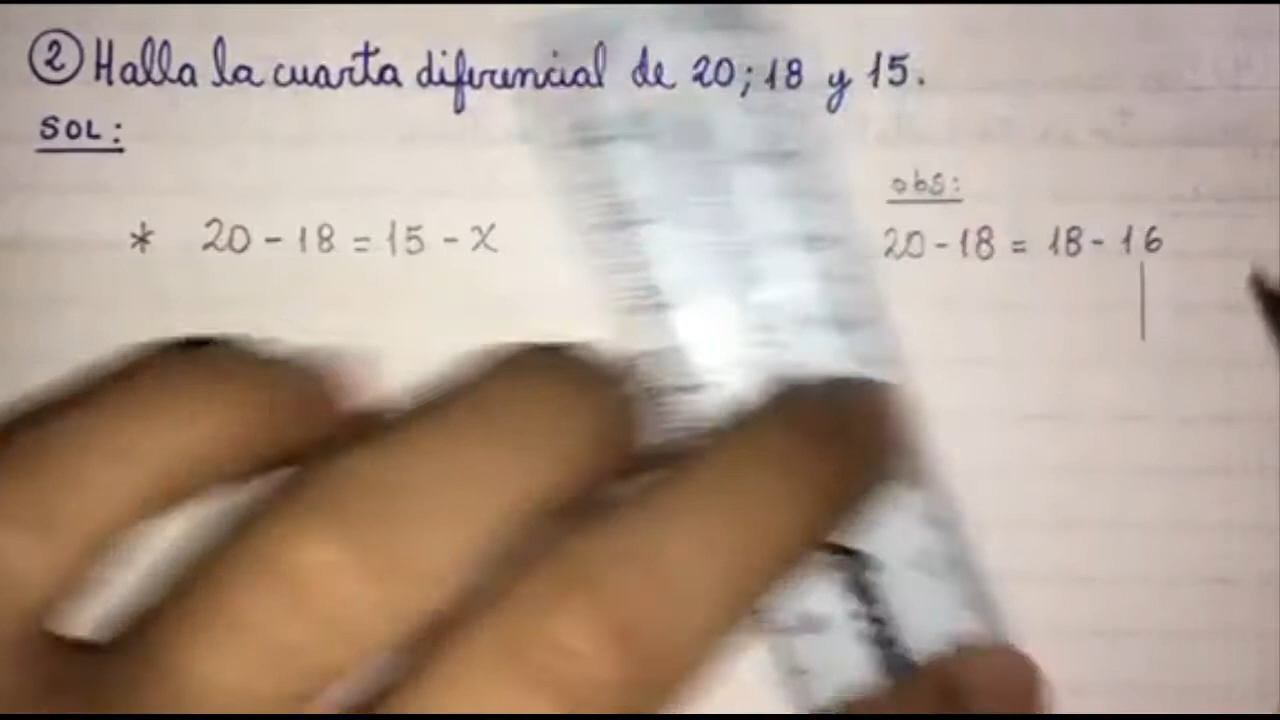 ② Halla la cuarta diferencial de 20; 18 y 15.
SOL:
obs:
* 20 - 18 = 15 - x
20 - 18 = 18 - 16